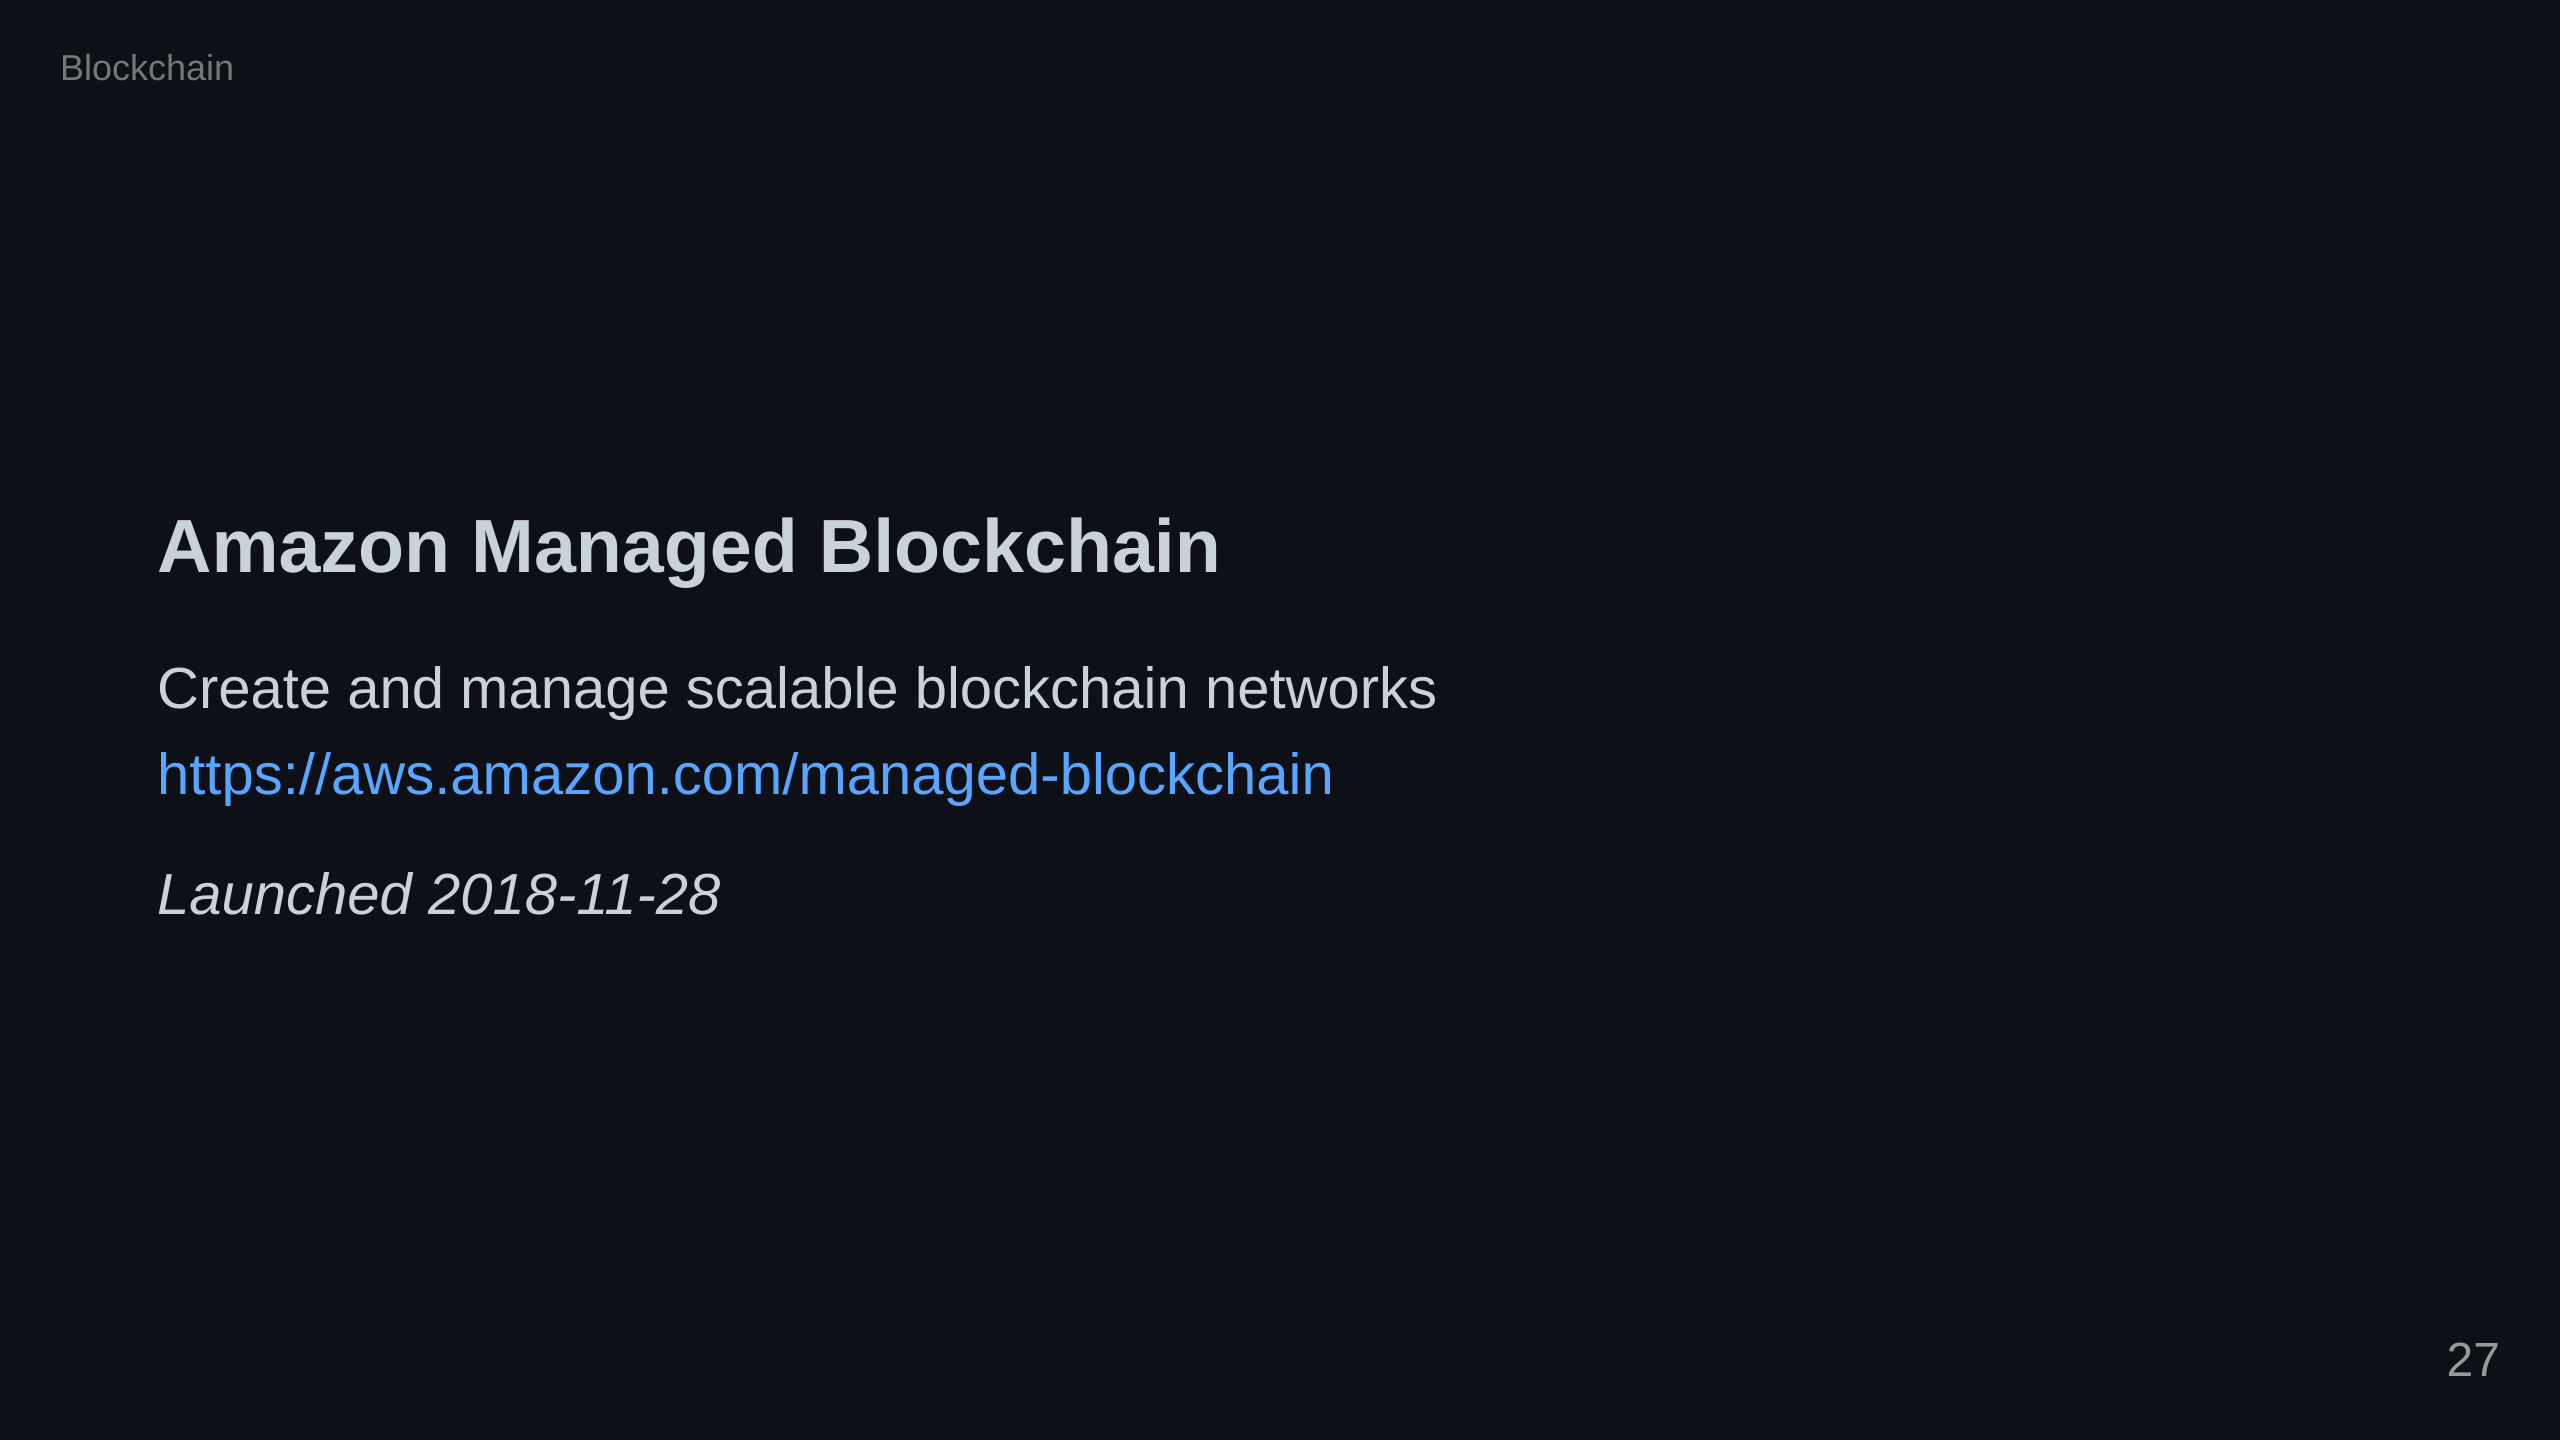 Blockchain
Amazon Managed Blockchain
Create and manage scalable blockchain networks
https://aws.amazon.com/managed-blockchain
Launched 2018-11-28
27